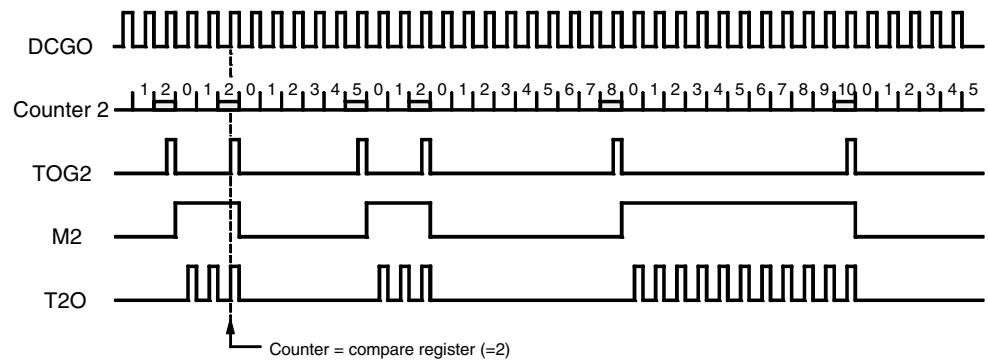 DCGO
Counter 2 1 2 0 1 2 0 1 2 3 4 5 0 1 2 0 1 2 3 4 5 6 7 8 0 1 2 3 4 5 6 7 8 9 10 0 1 2 3 4 5
TOG2
M2
T2O
Counter = compare register (=2)